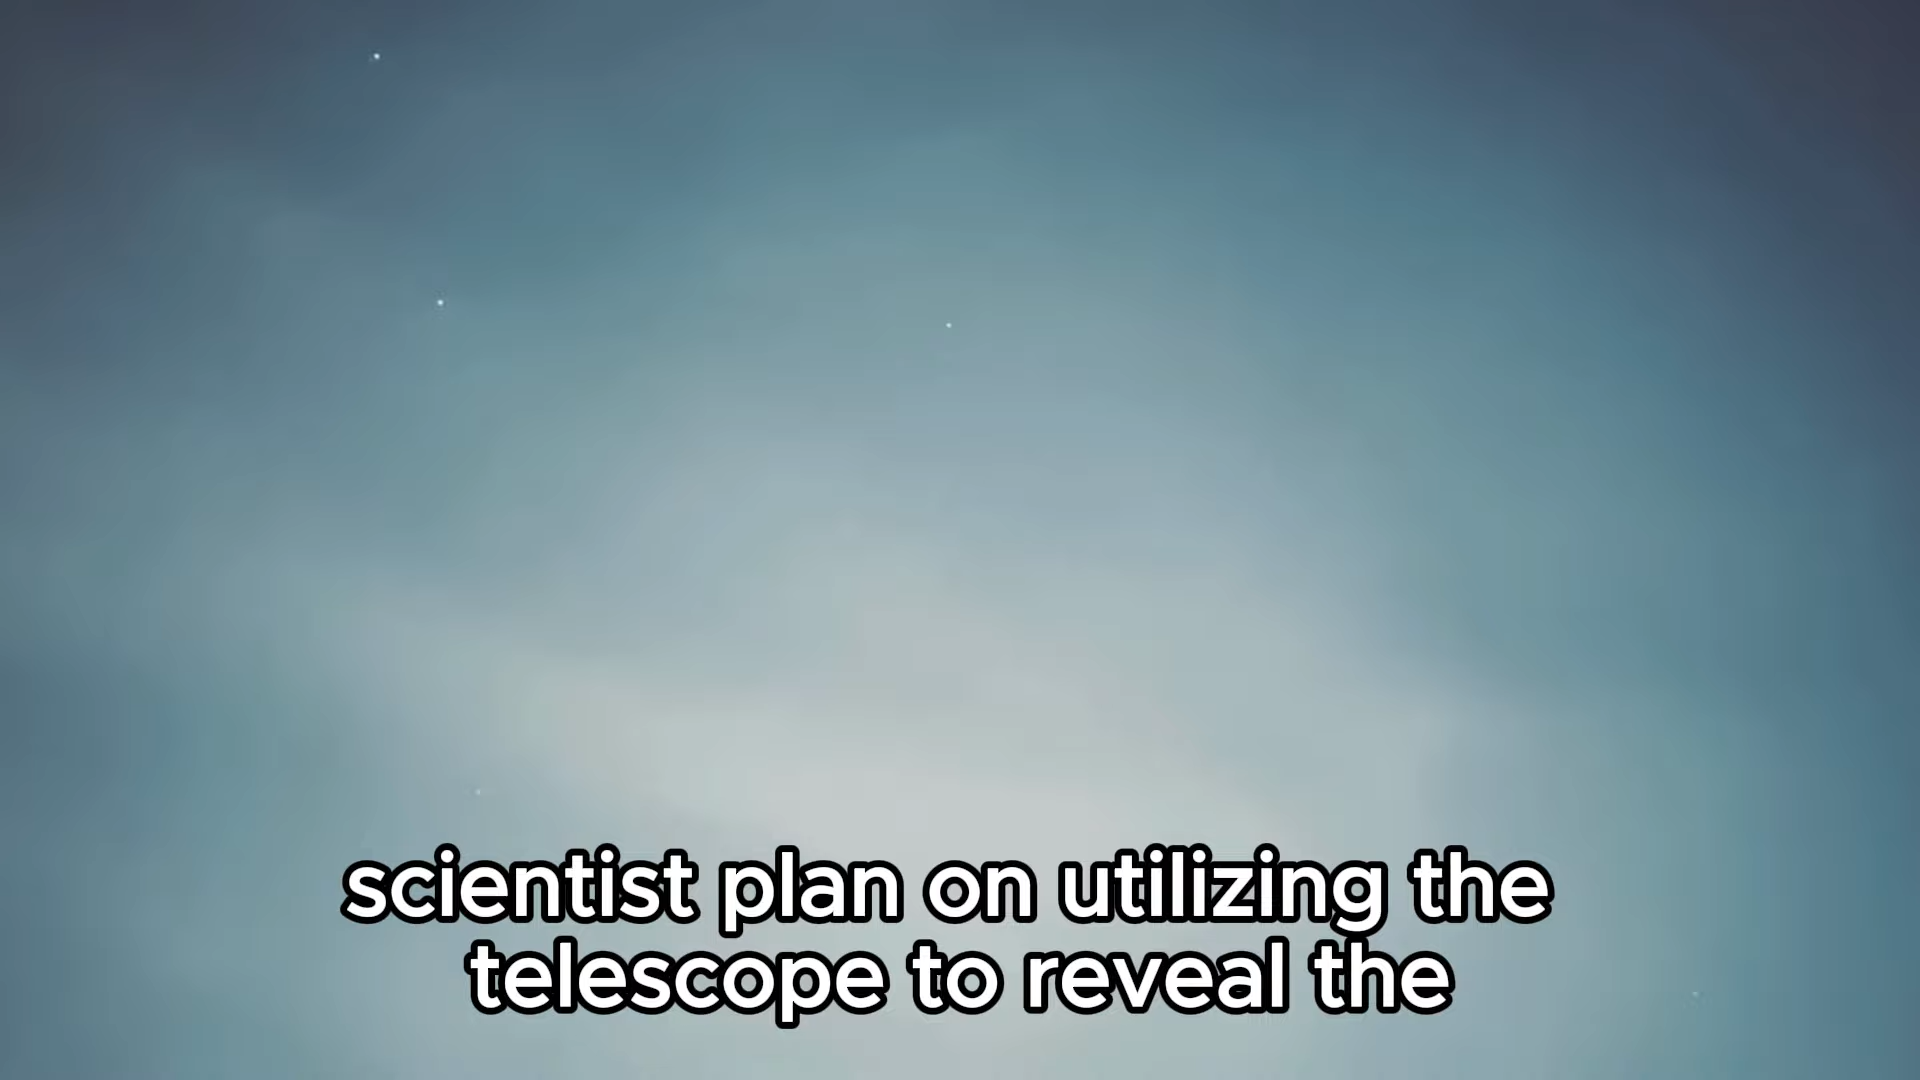 scientist plan on utilizing the
telescope to reveal the